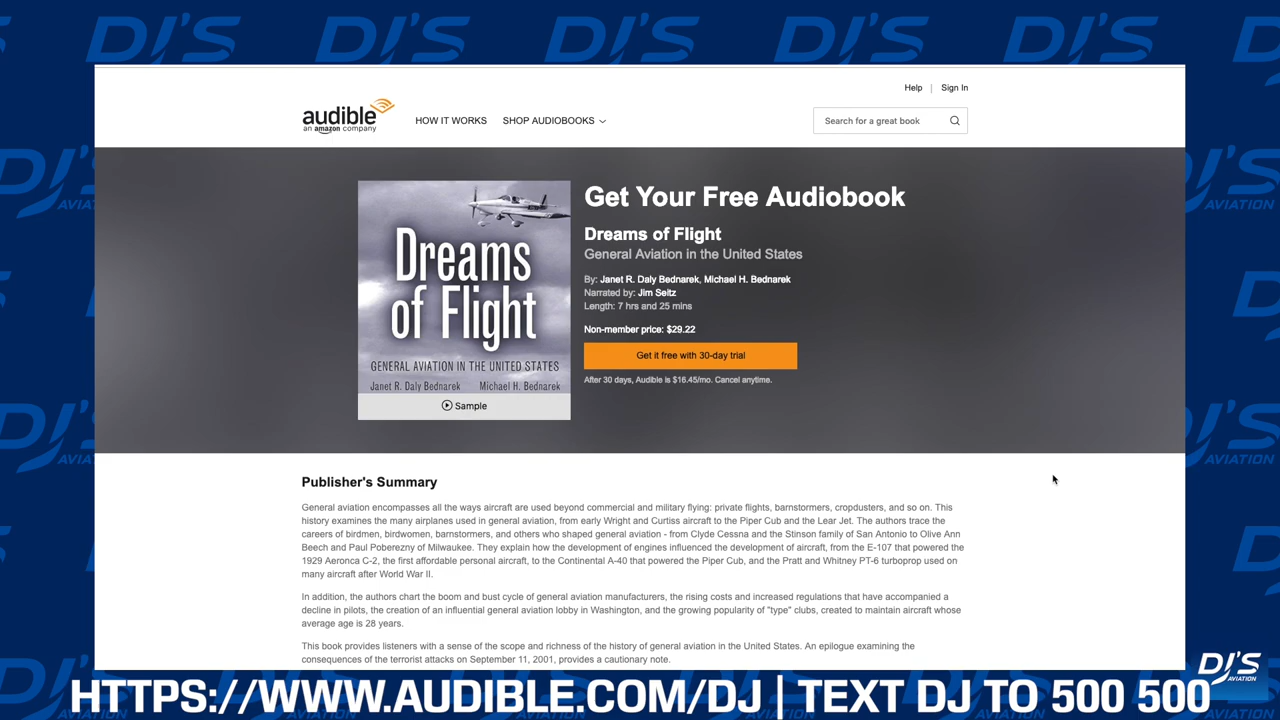 DJ'S DJ'S DJ'S DJ'S DJ'S
Help | Sign In
audible
an amazon company
HOW IT WORKS
SHOP AUDIOBOOKS
Search for a great book
Dreams
of Flight
GENERAL AVIATION IN THE UNITED STATES
Janet R. Daly Bednarek Michael H. Bednarek
Sample
Get Your Free Audiobook
Dreams of Flight
General Aviation in the United States
By: Janet R. Daly Bednarek, Michael H. Bednarek
Narrated by: Jim Seitz
Length: 7 hrs and 25 mins
Non-member price: $29.22
Get it free with 30-day trial
After 30 days, Audible is $16.45/mo. Cancel anytime.
Publisher's Summary
General aviation encompasses all the ways aircraft are used beyond commercial and military flying: private flights, barnstormers, cropdusters, and so on. This
history examines the many airplanes used in general aviation, from early Wright and Curtiss aircraft to the Piper Cub and the Lear Jet. The authors trace the
careers of birdmen, birdwomen, barnstormers, and others who shaped general aviation - from Clyde Cessna and the Stinson family of San Antonio to Olive Ann
Beech and Paul Poberezny of Milwaukee. They explain how the development of engines influenced the development of aircraft, from the E-107 that powered the
1929 Aeronca C-2, the first affordable personal aircraft, to the Continental A-40 that powered the Piper Cub, and the Pratt and Whitney PT-6 turboprop used on
many aircraft after World War II.
In addition, the authors chart the boom and bust cycle of general aviation manufacturers, the rising costs and increased regulations that have accompanied a
decline in pilots, the creation of an influential general aviation lobby in Washington, and the growing popularity of "type" clubs, created to maintain aircraft whose
average age is 28 years.
This book provides listeners with a sense of the scope and richness of the history of general aviation in the United States. An epilogue examining the
consequences of the terrorist attacks on September 11, 2001, provides a cautionary note.
DJ'S
AVIATION
HTTPS://WWW.AUDIBLE.COM/DJ | TEXT DJ TO 500 500